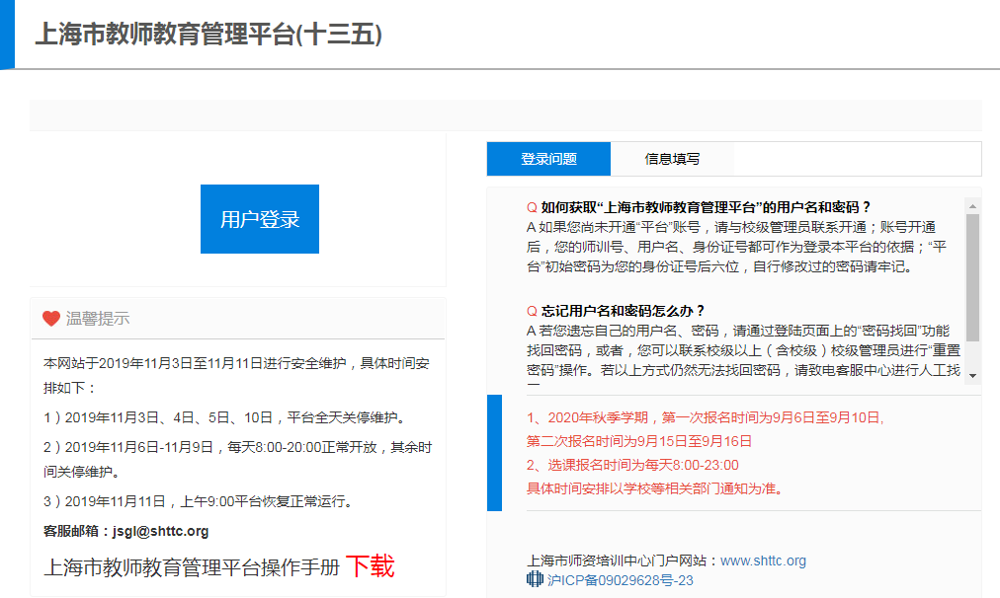 上海市教师教育管理平台(十三五)
用户登录
温馨提示
本网站于2019年11月3日至11月11日进行安全维护，具体时间安
排如下：
1）2019年11月3日、4日、5日、10日，平台全天关停维护。
2）2019年11月6日-11月9日，每天8:00-20:00正常开放，其余时
间关停维护。
3）2019年11月11日，上午9:00平台恢复正常运行。
客服邮箱：jsgl@shttc.org
上海市教师教育管理平台操作手册 下载
登录问题 信息填写
Q 如何获取“上海市教师教育管理平台”的用户名和密码？
A 如果您尚未开通“平台”账号，请与校级管理员联系开通；账号开通
后，您的师训号、用户名、身份证号都可作为登录本平台的依据；“平
台”初始密码为您的身份证号后六位，自行修改过的密码请牢记。
Q 忘记用户名和密码怎么办？
A 若您遗忘自己的用户名、密码，请通过登陆页面上的“密码找回”功能
找回密码，或者，您可以联系校级以上（含校级）校级管理员进行“重置
密码”操作。若以上方式仍然无法找回密码，请致电客服中心进行人工找
1、2020年秋季学期，第一次报名时间为9月6日至9月10日,
第二次报名时间为9月15日至9月16日
2、选课报名时间为每天8:00-23:00
具体时间安排以学校等相关部门通知为准。
上海市师资培训中心门户网站：www.shttc.org
沪ICP备09029628号-23